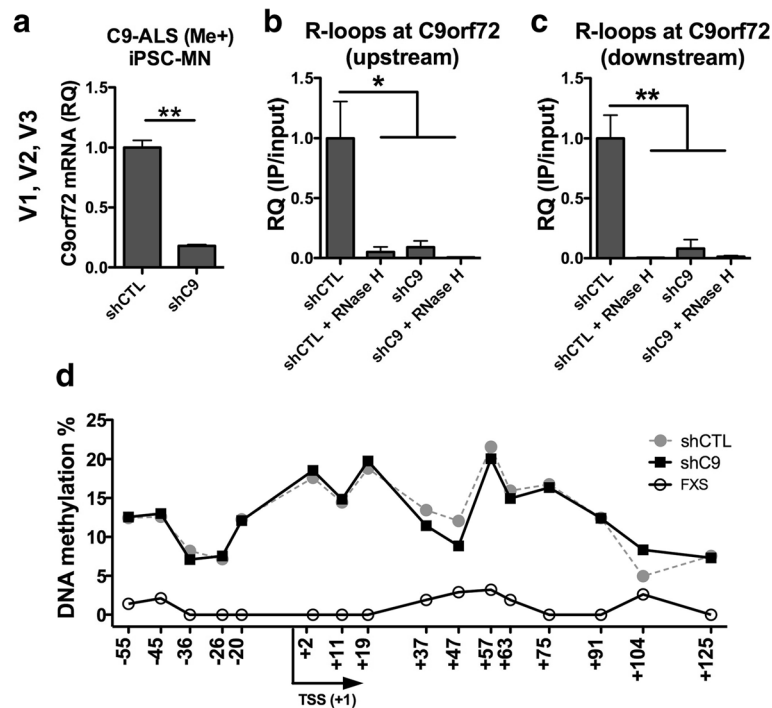 a
C9-ALS (Me+)
iPSC-MN
V1, V2, V3
C9orf72 mRNA (RQ)
1.5
1.0
0.5
0.0
**
shCTL
shC9
b
R-loops at C9orf72
(upstream)
RQ (IP/input)
1.5
1.0
0.5
0.0
*
shCTL
shCTL + RNase H
shC9
shC9 + RNase H
c
R-loops at C9orf72
(downstream)
RQ (IP/input)
1.5
1.0
0.5
0.0
**
shCTL
shCTL + RNase H
shC9
shC9 + RNase H
d
DNA methylation %
25
20
15
10
5
0
shCTL
shC9
FXS
-55
-45
-36
-26
-20
+2
+11
+19
+37
+47
+57
+63
+75
+91
+104
+125
TSS (+1)